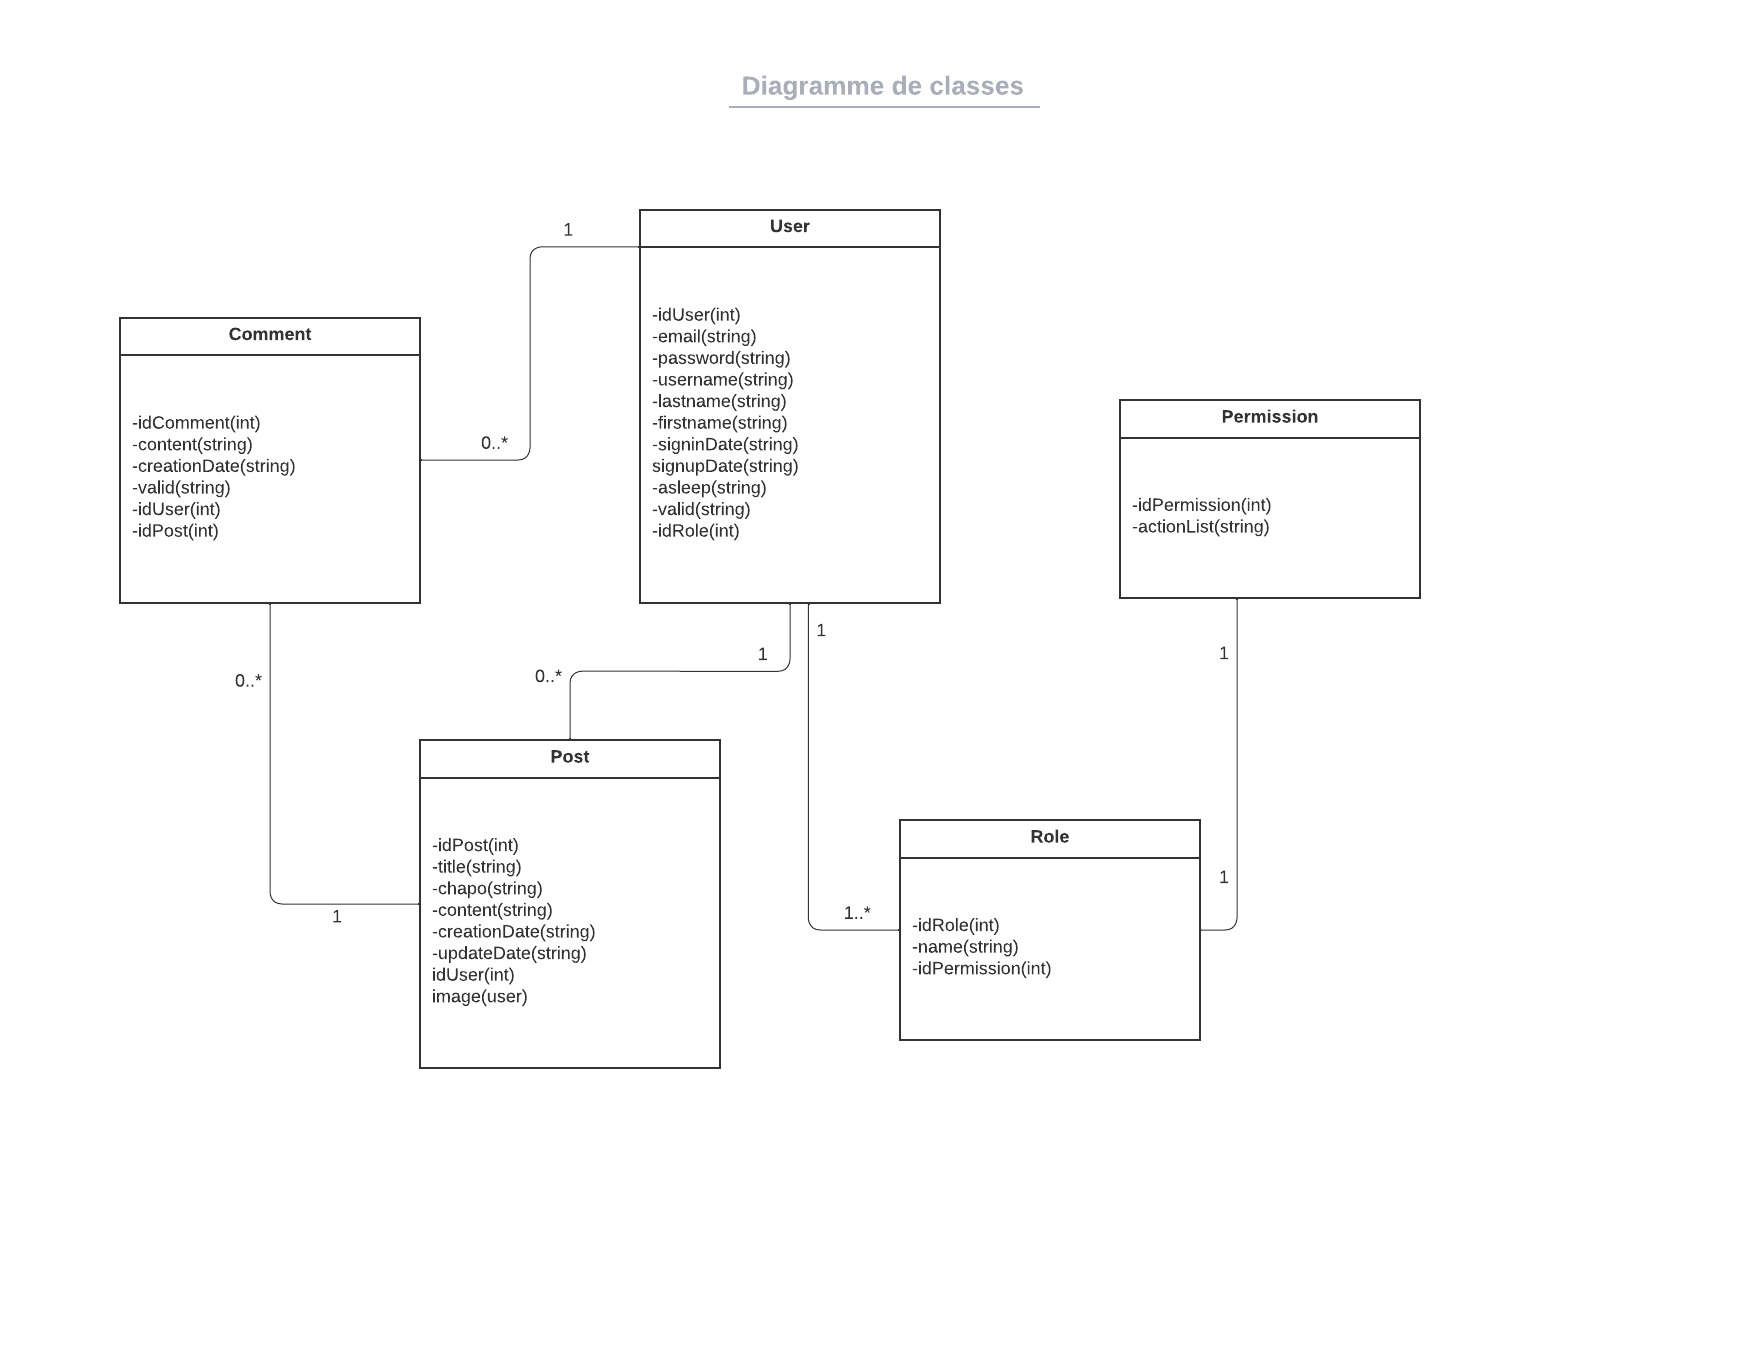 Diagramme de classes
User
-idUser(int)
-email(string)
-password(string)
-username(string)
-lastname(string)
-firstname(string)
-signinDate(string)
signupDate(string)
-asleep(string)
-valid(string)
-idRole(int)
1
0..*
Comment
-idComment(int)
-content(string)
-creationDate(string)
-valid(string)
-idUser(int)
-idPost(int)
Permission
-idPermission(int)
-actionList(string)
0..*
1
0..*
1
1
1..*
1
1
Post
-idPost(int)
-title(string)
-chapo(string)
-content(string)
-creationDate(string)
-updateDate(string)
idUser(int)
image(user)
Role
-idRole(int)
-name(string)
-idPermission(int)